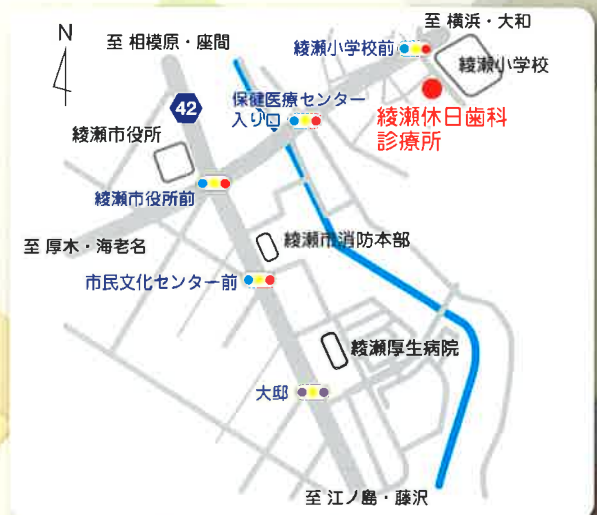 N
至 横浜・大和
至 相模原・座間
綾瀬小学校前
綾瀬小学校
42
保健医療センター
入り口
綾瀬休日歯科
診療所
綾瀬市役所
綾瀬市役所前
至 厚木・海老名
綾瀬市消防本部
市民文化センター前
綾瀬厚生病院
大邸
至 江ノ島・藤沢